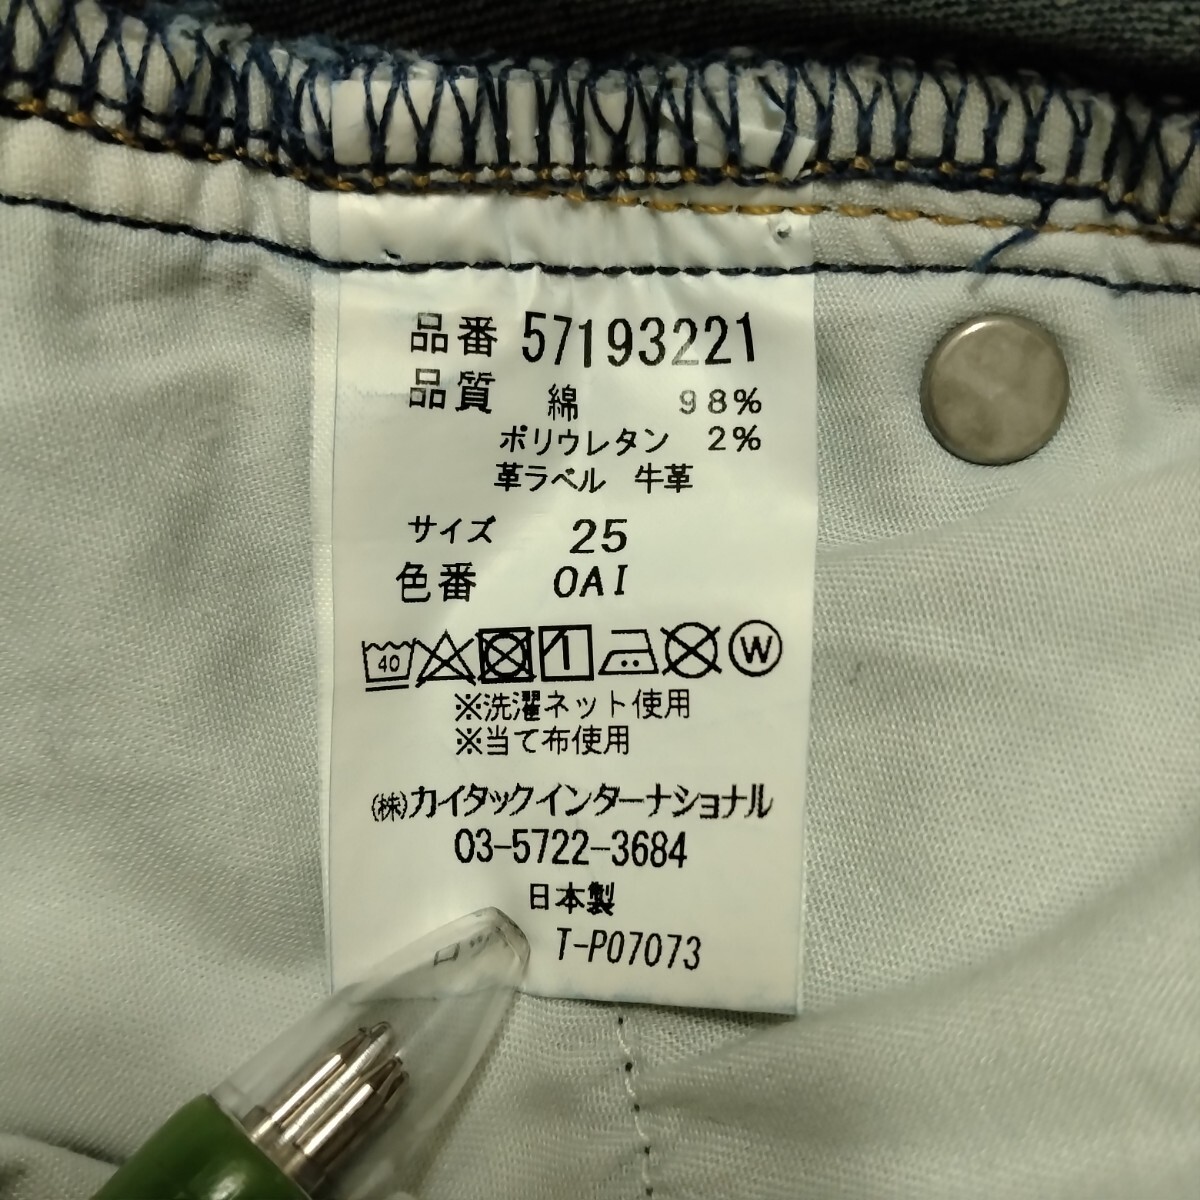 品番 57193221
品質 綿 98%
ポリウレタン 2%
革ラベル 牛革
サイズ 25
色番 OAI
40 1 W
※洗濯ネット使用
※当て布使用
㈱カイタックインターナショナル
03-5722-3684
日本製
T-P07073